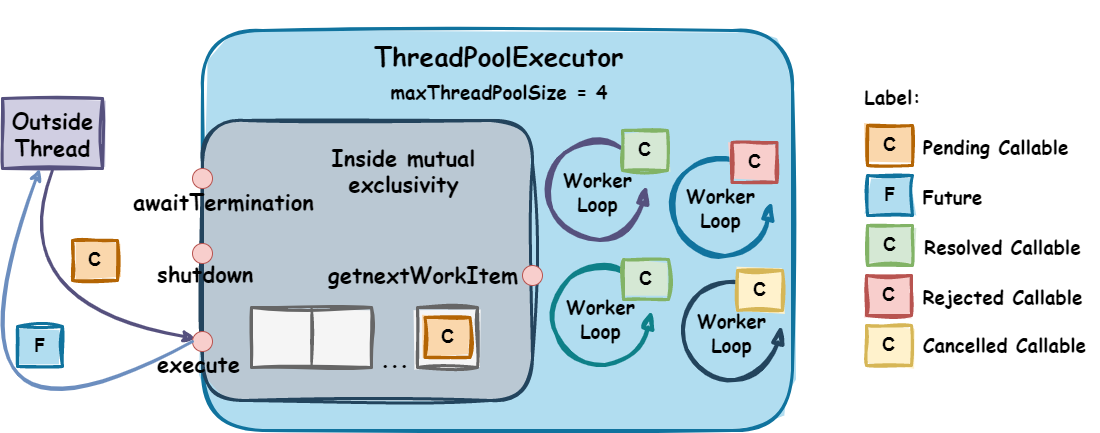 ThreadPoolExecutor
maxThreadPoolSize = 4
Outside
Thread
C
F
Inside mutual
exclusivity
awaitTermination
shutdown
getnextWorkItem
execute
C
...
Worker
Loop
C
Worker
Loop
C
Worker
Loop
C
Worker
Loop
C
Label:
C Pending Callable
F Future
C Resolved Callable
C Rejected Callable
C Cancelled Callable